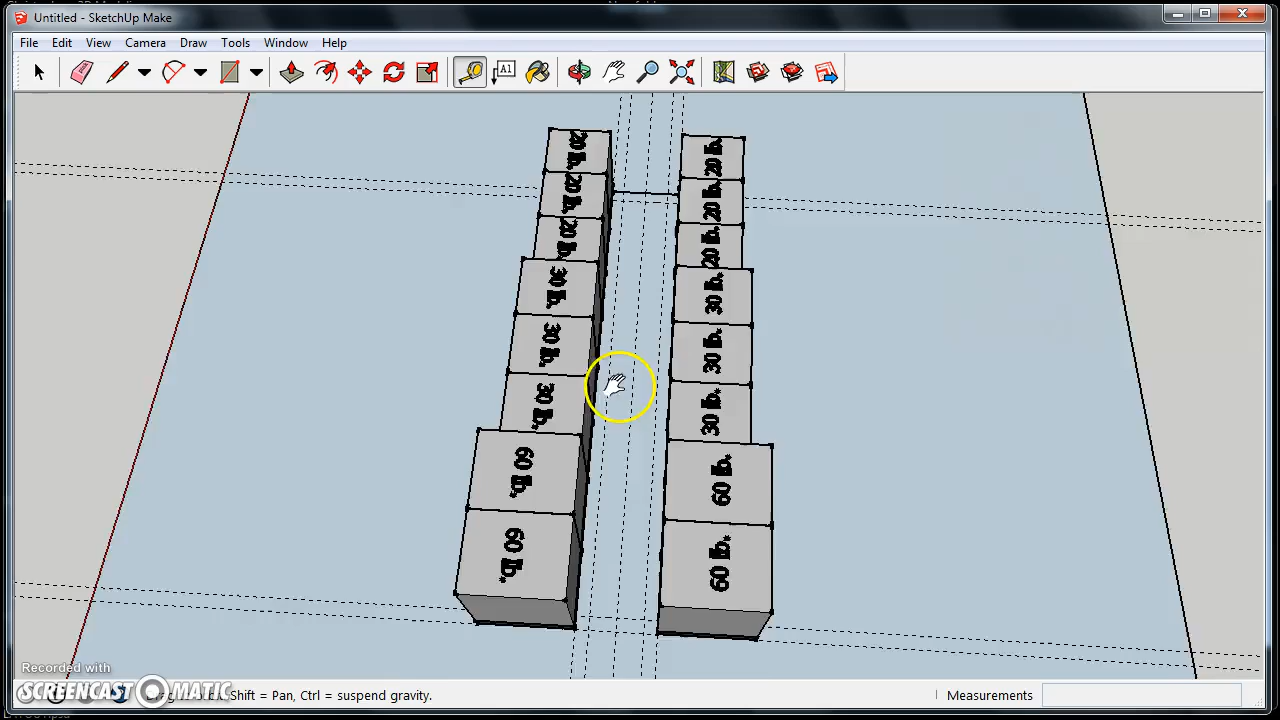 Untitled - SketchUp Make
File Edit View Camera Draw Tools Window Help
A1
20 lb. 20 lb.
20 lb. 20 lb.
20 lb. 20 lb.
30 lb. 30 lb.
30 lb. 30 lb.
30 lb. 30 lb.
60 lb. 60 lb.
60 lb. 60 lb.
Recorded with
SCREENCAST MATIC
Shift = Pan, Ctrl = suspend gravity.
Measurements